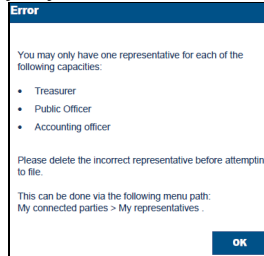 Error
You may only have one representative for each of the
following capacities:
• Treasurer
• Public Officer
• Accounting officer
Please delete the incorrect representative before attemptin
to file.
This can be done via the following menu path:
My connected parties > My representatives .
OK